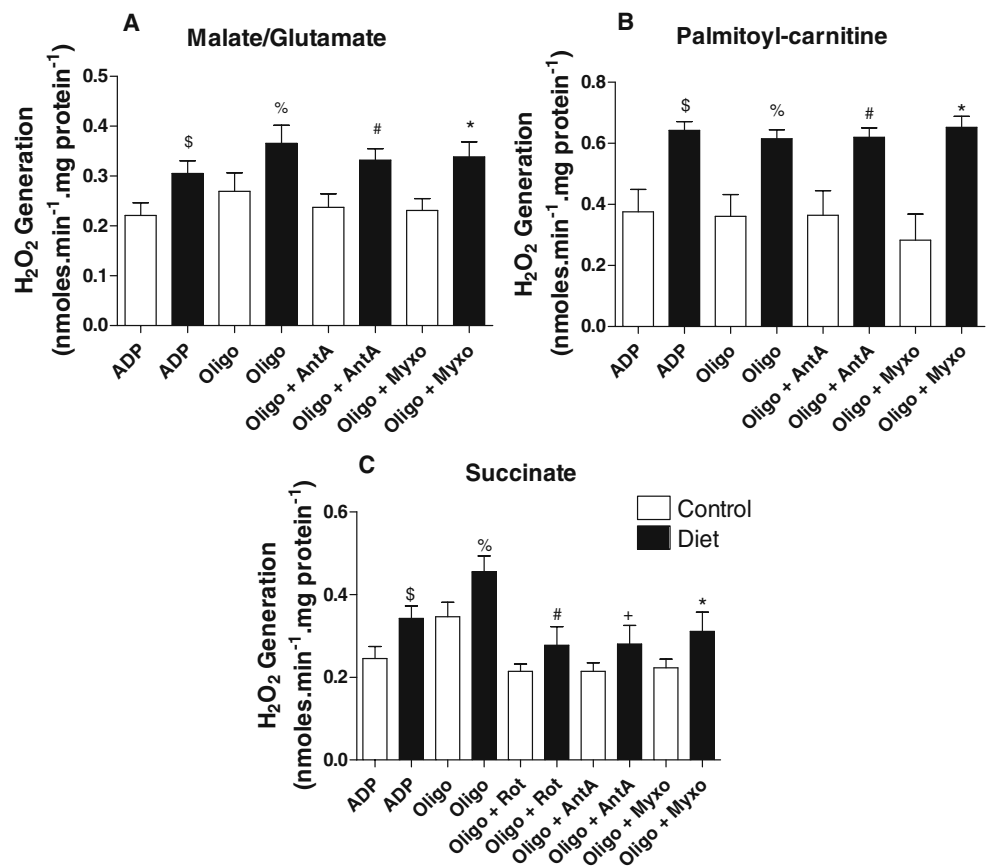 A
Malate/Glutamate
H₂O₂ Generation
(nmoles.min⁻¹.mg protein⁻¹)
0.5
0.4
0.3
0.2
0.1
0.0
$
%
#
*
ADP
ADP
Oligo
Oligo
Oligo + AntA
Oligo + AntA
Oligo + Myxo
Oligo + Myxo
B
Palmitoyl-carnitine
H₂O₂ Generation
(nmoles.min⁻¹.mg protein⁻¹)
0.8
0.6
0.4
0.2
0.0
$
%
#
*
ADP
ADP
Oligo
Oligo
Oligo + AntA
Oligo + AntA
Oligo + Myxo
Oligo + Myxo
C
Succinate
H₂O₂ Generation
(nmoles.min⁻¹.mg protein⁻¹)
0.6
0.4
0.2
0.0
$
%
#
+
*
Control
Diet
ADP
ADP
Oligo
Oligo
Oligo + Rot
Oligo + Rot
Oligo + AntA
Oligo + AntA
Oligo + Myxo
Oligo + Myxo